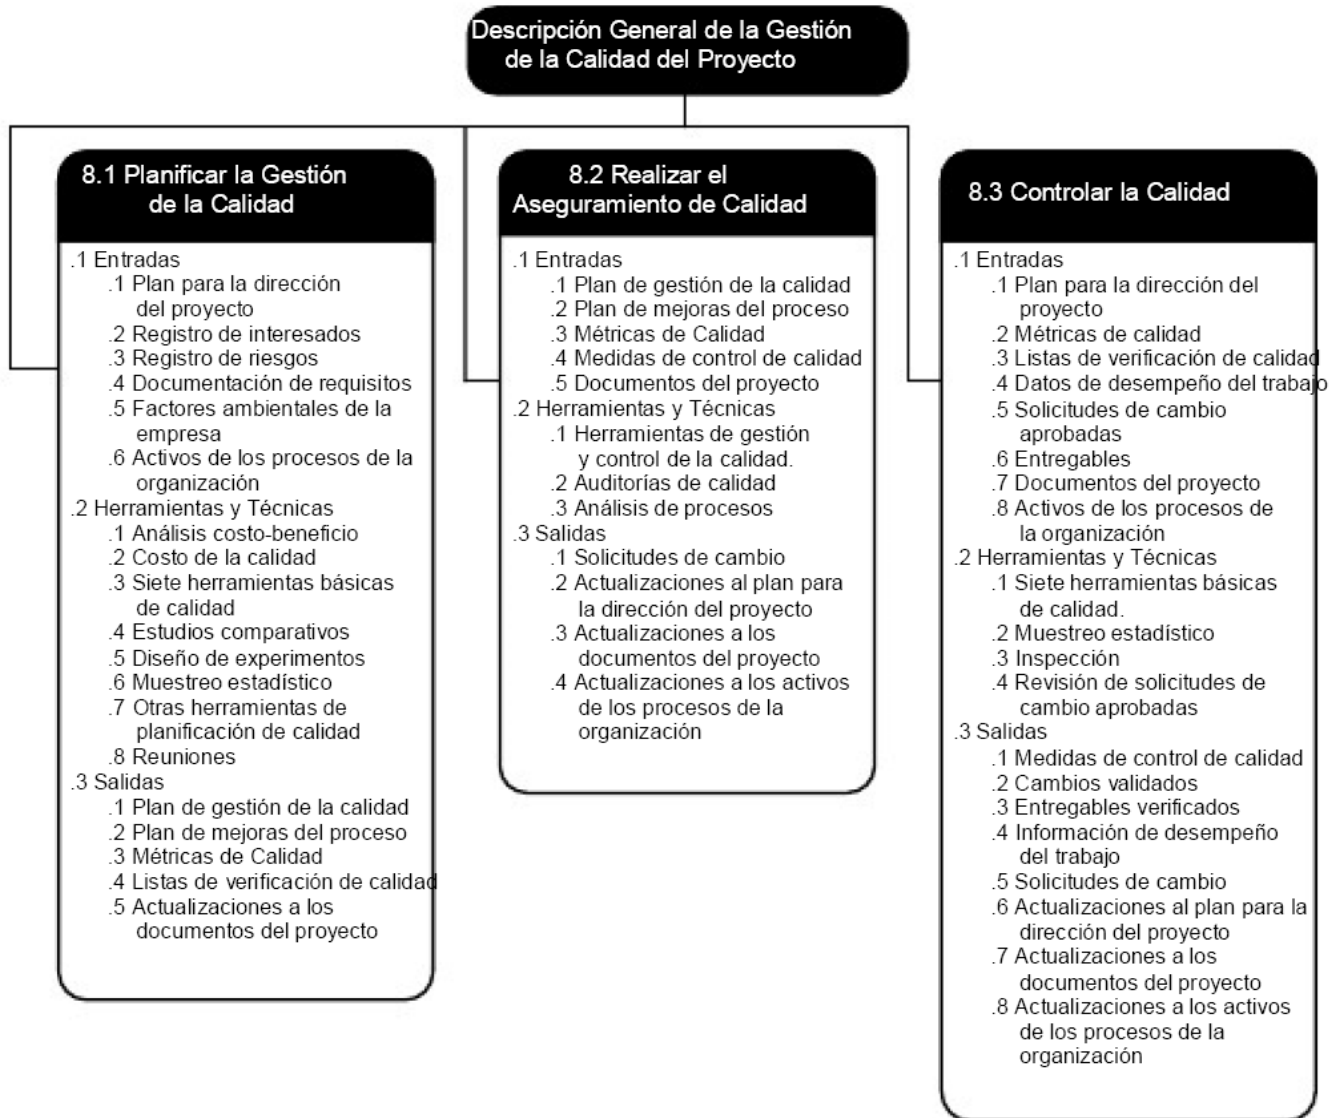 Descripción General de la Gestión
de la Calidad del Proyecto
8.1 Planificar la Gestión
de la Calidad
.1 Entradas
.1 Plan para la dirección
del proyecto
.2 Registro de interesados
.3 Registro de riesgos
.4 Documentación de requisitos
.5 Factores ambientales de la
empresa
.6 Activos de los procesos de la
organización
.2 Herramientas y Técnicas
.1 Análisis costo-beneficio
.2 Costo de la calidad
.3 Siete herramientas básicas
de calidad
.4 Estudios comparativos
.5 Diseño de experimentos
.6 Muestreo estadístico
.7 Otras herramientas de
planificación de calidad
.8 Reuniones
.3 Salidas
.1 Plan de gestión de la calidad
.2 Plan de mejoras del proceso
.3 Métricas de Calidad
.4 Listas de verificación de calidad
.5 Actualizaciones a los
documentos del proyecto
8.2 Realizar el
Aseguramiento de Calidad
.1 Entradas
.1 Plan de gestión de la calidad
.2 Plan de mejoras del proceso
.3 Métricas de Calidad
.4 Medidas de control de calidad
.5 Documentos del proyecto
.2 Herramientas y Técnicas
.1 Herramientas de gestión
y control de la calidad.
.2 Auditorías de calidad
.3 Análisis de procesos
.3 Salidas
.1 Solicitudes de cambio
.2 Actualizaciones al plan para
la dirección del proyecto
.3 Actualizaciones a los
documentos del proyecto
.4 Actualizaciones a los activos
de los procesos de la
organización
8.3 Controlar la Calidad
.1 Entradas
.1 Plan para la dirección del
proyecto
.2 Métricas de calidad
.3 Listas de verificación de calidad
.4 Datos de desempeño del trabajo
.5 Solicitudes de cambio
aprobadas
.6 Entregables
.7 Documentos del proyecto
.8 Activos de los procesos de
la organización
.2 Herramientas y Técnicas
.1 Siete herramientas básicas
de calidad.
.2 Muestreo estadístico
.3 Inspección
.4 Revisión de solicitudes de
cambio aprobadas
.3 Salidas
.1 Medidas de control de calidad
.2 Cambios validados
.3 Entregables verificados
.4 Información de desempeño
del trabajo
.5 Solicitudes de cambio
.6 Actualizaciones al plan para la
dirección del proyecto
.7 Actualizaciones a los
documentos del proyecto
.8 Actualizaciones a los activos
de los procesos de la
organización